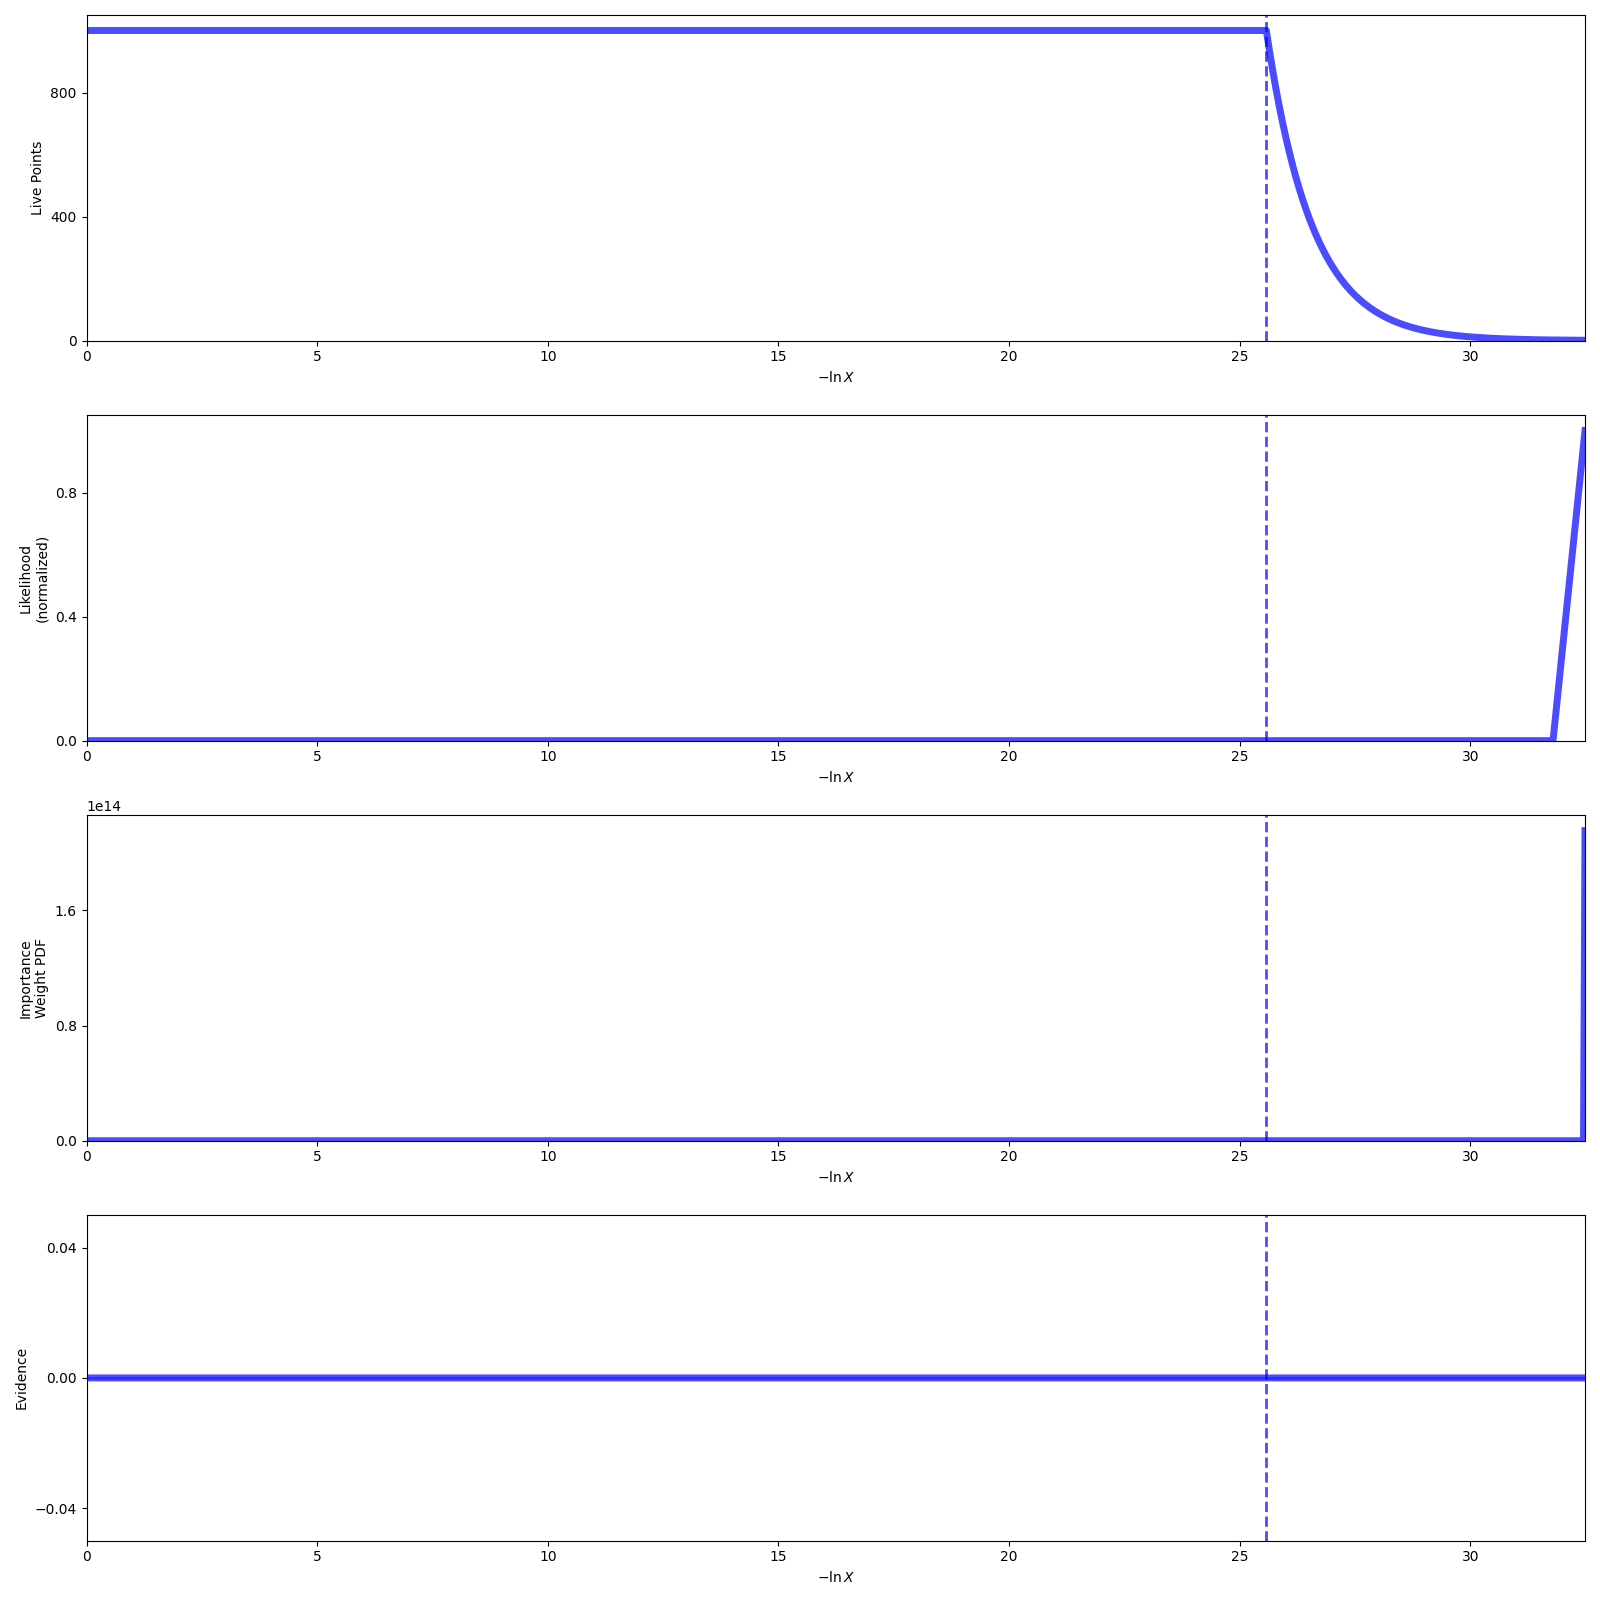 800
400
0
Live Points
0 5 10 15 20 25 30
−ln X
0.8
0.4
0.0
Likelihood
(normalized)
0 5 10 15 20 25 30
−ln X
1e14
1.6
0.8
0.0
Importance
Weight PDF
0 5 10 15 20 25 30
−ln X
0.04
0.00
−0.04
Evidence
0 5 10 15 20 25 30
−ln X